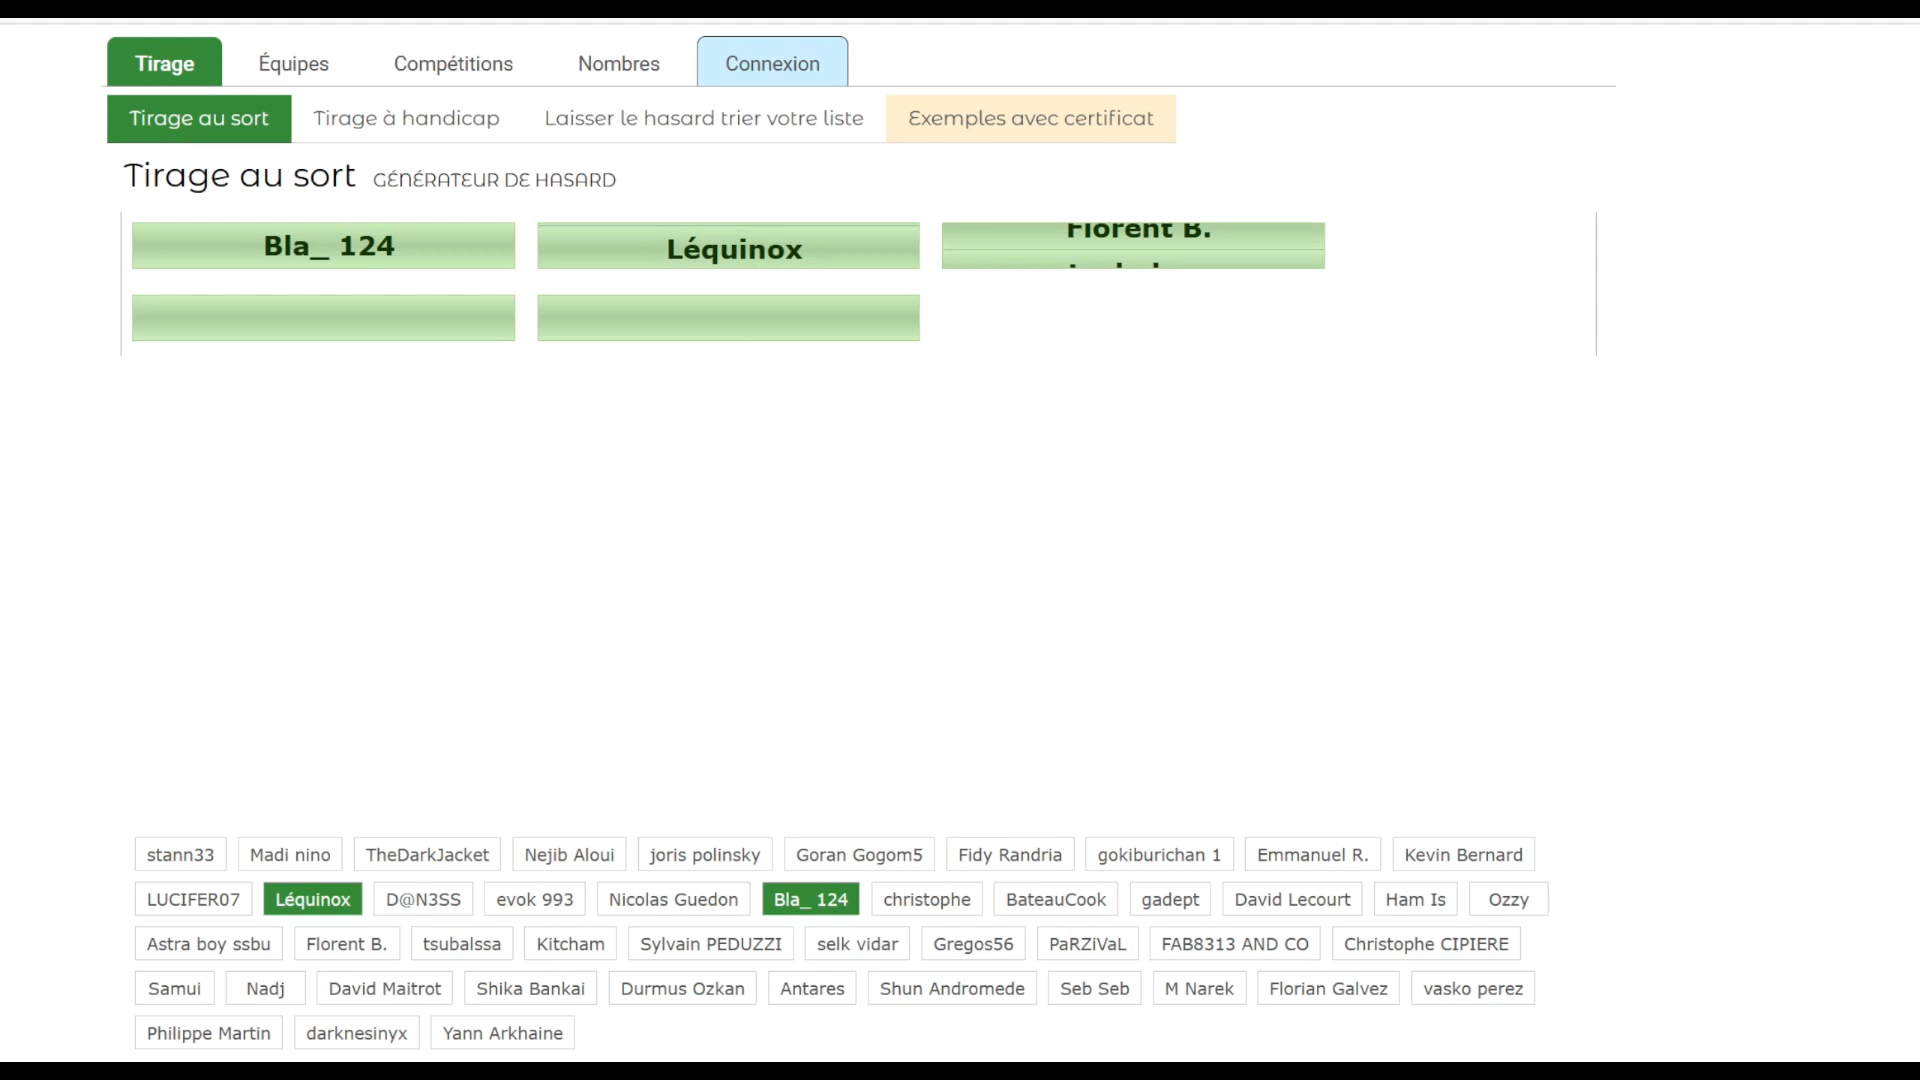 Tirage Équipes Compétitions Nombres Connexion
Tirage au sort Tirage à handicap Laisser le hasard trier votre liste Exemples avec certificat
Tirage au sort GÉNÉRATEUR DE HASARD
Bla_ 124 Léquinox Florent B.
stann33 Madi nino TheDarkJacket Nejib Aloui joris polinsky Goran Gogom5 Fidy Randria gokiburichan 1 Emmanuel R. Kevin Bernard
LUCIFER07 Léquinox D@N3SS evok 993 Nicolas Guedon Bla_ 124 christophe BateauCook gadept David Lecourt Ham Is Ozzy
Astra boy ssbu Florent B. tsubalssa Kitcham Sylvain PEDUZZI selk vidar Gregos56 PaRZiVaL FAB8313 AND CO Christophe CIPIERE
Samui Nadj David Maitrot Shika Bankai Durmus Ozkan Antares Shun Andromede Seb Seb M Narek Florian Galvez vasko perez
Philippe Martin darknesinyx Yann Arkhaine